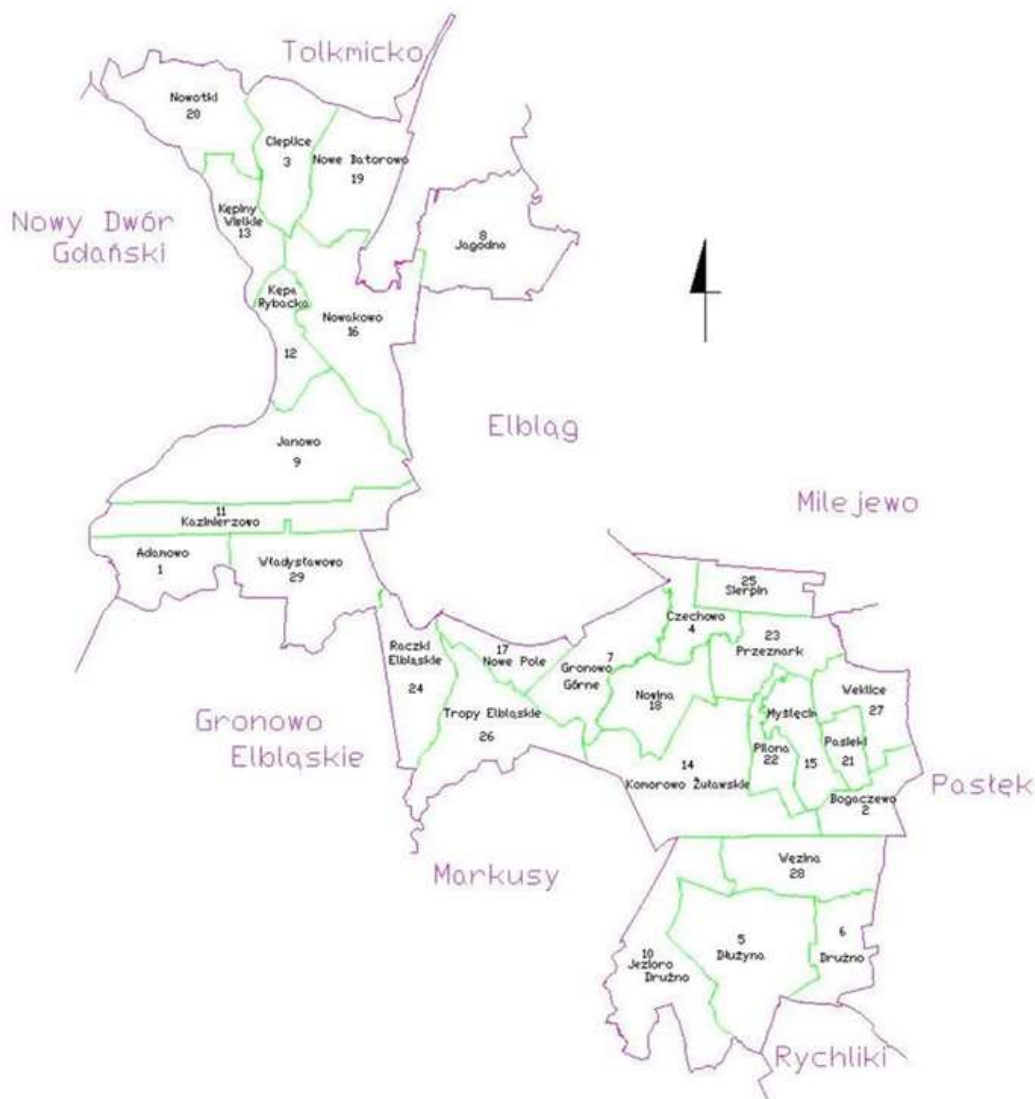 Tolkmicko
Nowotki
20
Cieplice
3
Nowe Batorowo
19
Kępiny
Wielkie
13
Nowy Dwór
Gdański
8
Jagodno
Kępa
Rybacka
12
Nowakowo
16
Elbląg
Janowo
9
Milejewo
11
Kazimierzowo
Adamowo
1
Władysławowo
29
25
Sierpin
Czechowo
4
23
Przezmark
Raczki
Elbląskie
24
17
Nowe Pole
7
Gronowo
Górne
Nowina
18
Myślęcin
15
Weklice
27
Gronowo
Elbląskie
Tropy Elbląskie
26
14
Komorowo Żuławskie
Pilona
22
Pasieki
21
Bogaczewo
2
Pasłęk
Markusy
Węzina
28
10
Jezioro
Drużno
5
Dłużyna
6
Drużno
Rychliki